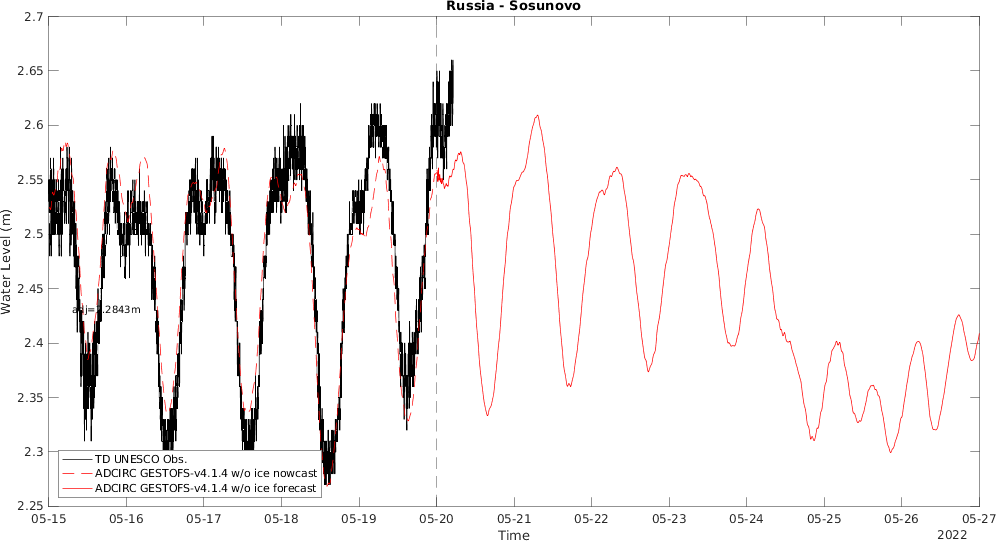 Russia - Sosunovo
2.7
2.65
2.6
2.55
2.5
2.45
2.4
2.35
2.3
2.25
Water Level (m)
TD UNESCO Obs.
ADCIRC GESTOFS-v4.1.4 w/o ice nowcast
ADCIRC GESTOFS-v4.1.4 w/o ice forecast
05-15 05-16 05-17 05-18 05-19 05-20 05-21 05-22 05-23 05-24 05-25 05-26 05-27
Time
2022